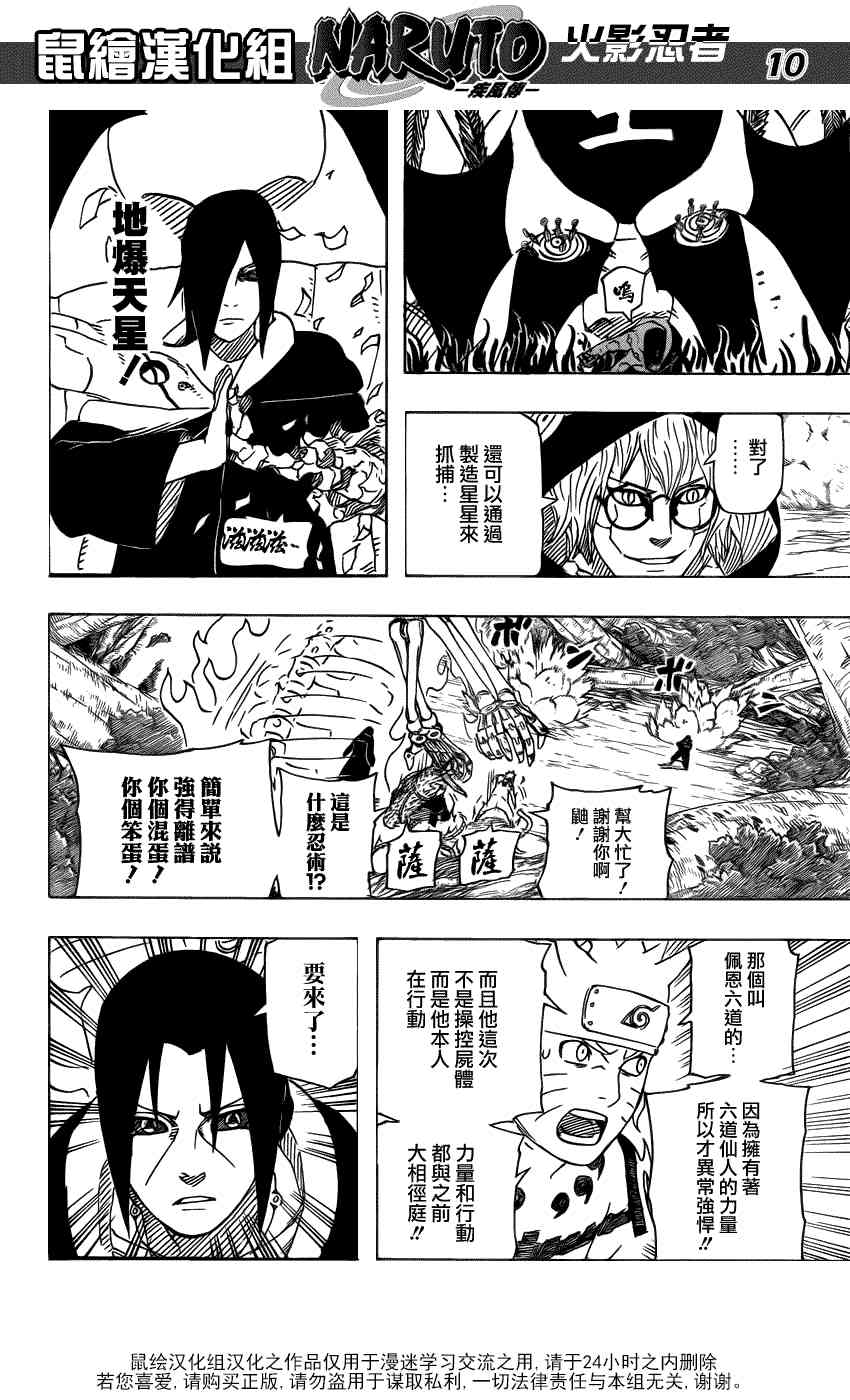 鼠繪漢化組
NARUTO
疾風傳
火影忍者
10
嗚
地爆天星!
滋滋滋…
對了
……
還可以通過
製造星星來
抓捕…
ボ
ボ
幫大忙了!
謝謝你啊
鼬!
薩
薩
這是
什麼忍術!?
簡單來說
強得離譜
你個混蛋!
你個笨蛋!
那個叫
佩恩六道的…
因為擁有著
六道仙人的力量
所以才異常強悍!!
而且他這次
不是操控屍體
而是他本人
在行動
力量和行動
都與之前
大相徑庭!!
要來了…
鼠绘汉化组汉化之作品仅用于漫迷学习交流之用, 请于24小时之内删除
若您喜爱, 请购买正版, 请勿盗用于谋取私利, 一切法律责任与本组无关, 谢谢。